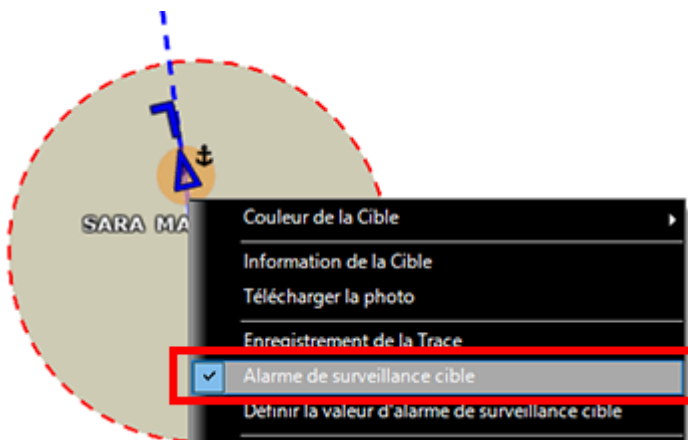 SARA MA
Couleur de la Cible
Information de la Cible
Télécharger la photo
Enregistrement de la Trace
Alarme de surveillance cible
Définir la valeur d'alarme de surveillance cible